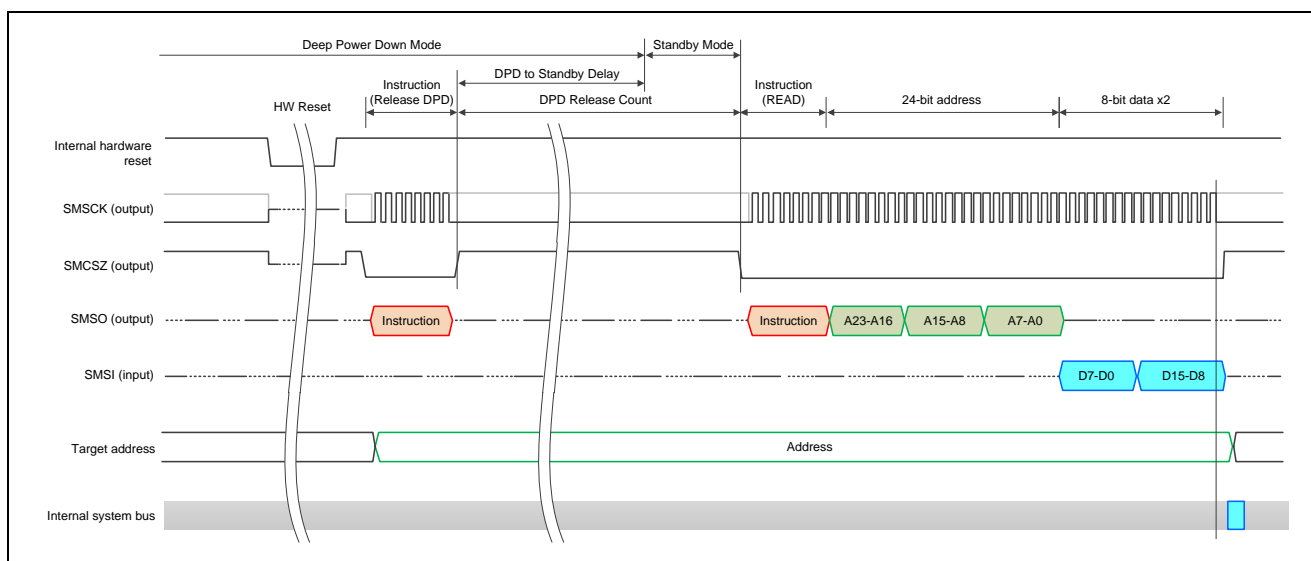 Deep Power Down Mode
Standby Mode
DPD to Standby Delay
HW Reset
Instruction
(Release DPD)
DPD Release Count
Instruction
(READ)
24-bit address
8-bit data x2
Internal hardware
reset
SMSCK (output)
SMCSZ (output)
SMSO (output)
Instruction
Instruction
A23-A16
A15-A8
A7-A0
SMSI (input)
D7-D0
D15-D8
Target address
Address
Internal system bus